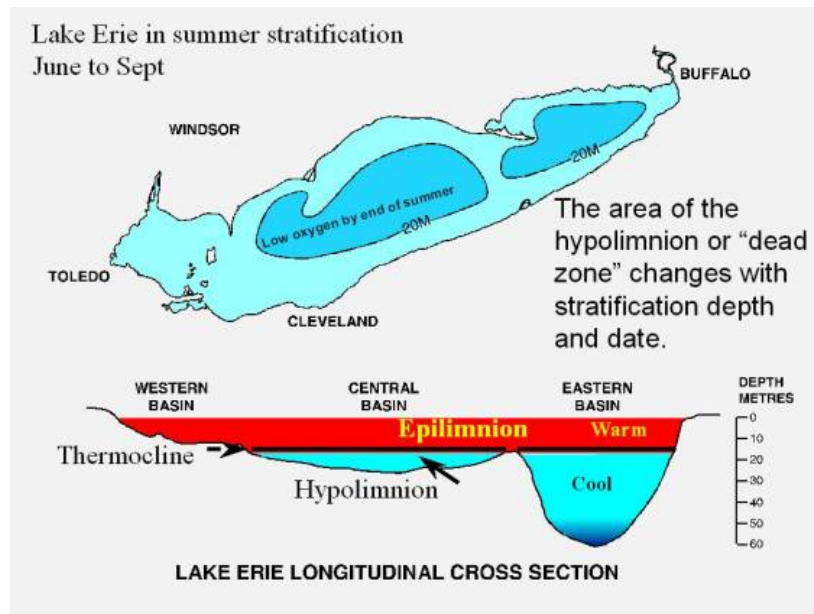 Lake Erie in summer stratification
June to Sept
BUFFALO
WINDSOR
20M
Low oxygen by end of summer
20M
The area of the
hypolimnion or “dead
zone” changes with
stratification depth
and date.
TOLEDO
CLEVELAND
WESTERN
BASIN
CENTRAL
BASIN
EASTERN
BASIN
DEPTH
METRES
0
10
20
30
40
50
60
Epilimnion
Warm
Thermocline
Hypolimnion
Cool
LAKE ERIE LONGITUDINAL CROSS SECTION